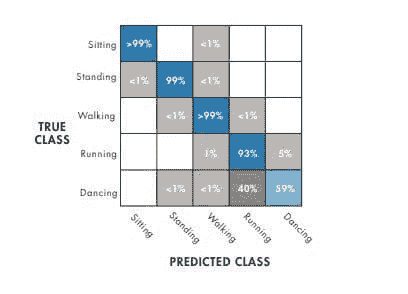 Sitting >99% <1%
Standing <1% 99% <1%
Walking <1% >99% <1%
TRUE
CLASS
Running 1% 93% 5%
Dancing <1% <1% 40% 59%
Sitting Standing Walking Running Dancing
PREDICTED CLASS